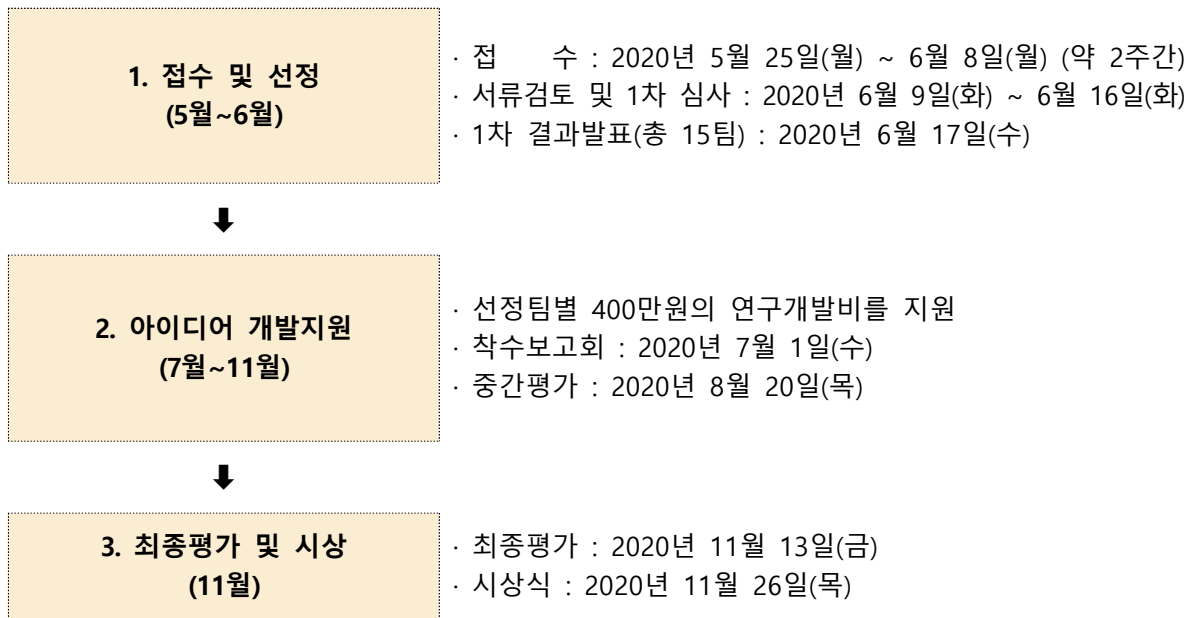 1. 접수 및 선정
(5월~6월)
· 접 수 : 2020년 5월 25일(월) ~ 6월 8일(월) (약 2주간)
· 서류검토 및 1차 심사 : 2020년 6월 9일(화) ~ 6월 16일(화)
· 1차 결과발표(총 15팀) : 2020년 6월 17일(수)
2. 아이디어 개발지원
(7월~11월)
· 선정팀별 400만원의 연구개발비를 지원
· 착수보고회 : 2020년 7월 1일(수)
· 중간평가 : 2020년 8월 20일(목)
3. 최종평가 및 시상
(11월)
· 최종평가 : 2020년 11월 13일(금)
· 시상식 : 2020년 11월 26일(목)